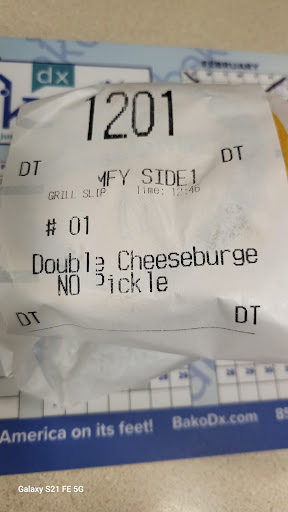 dx
FEBRUARY
1201
DT
DT
MFY SIDE1
GRILL SLIP Time: 12:46
# 01
Double Cheeseburge
NO Pickle
DT
DT
America on its feet! BakoDx.com 85
Galaxy S21 FE 5G